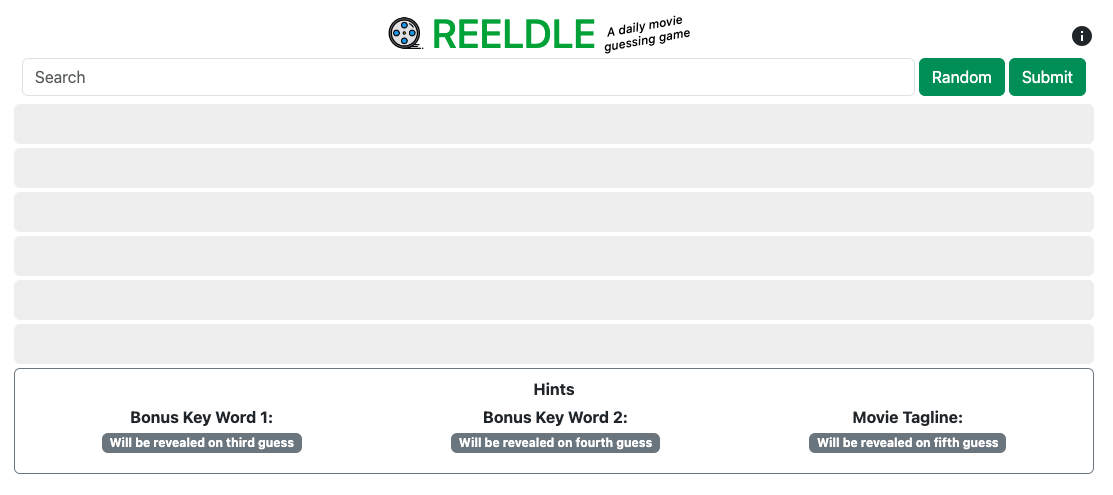 REELDLE
A daily movie
guessing game
Search
Random
Submit
Hints
Bonus Key Word 1:
Bonus Key Word 2:
Movie Tagline:
Will be revealed on third guess
Will be revealed on fourth guess
Will be revealed on fifth guess